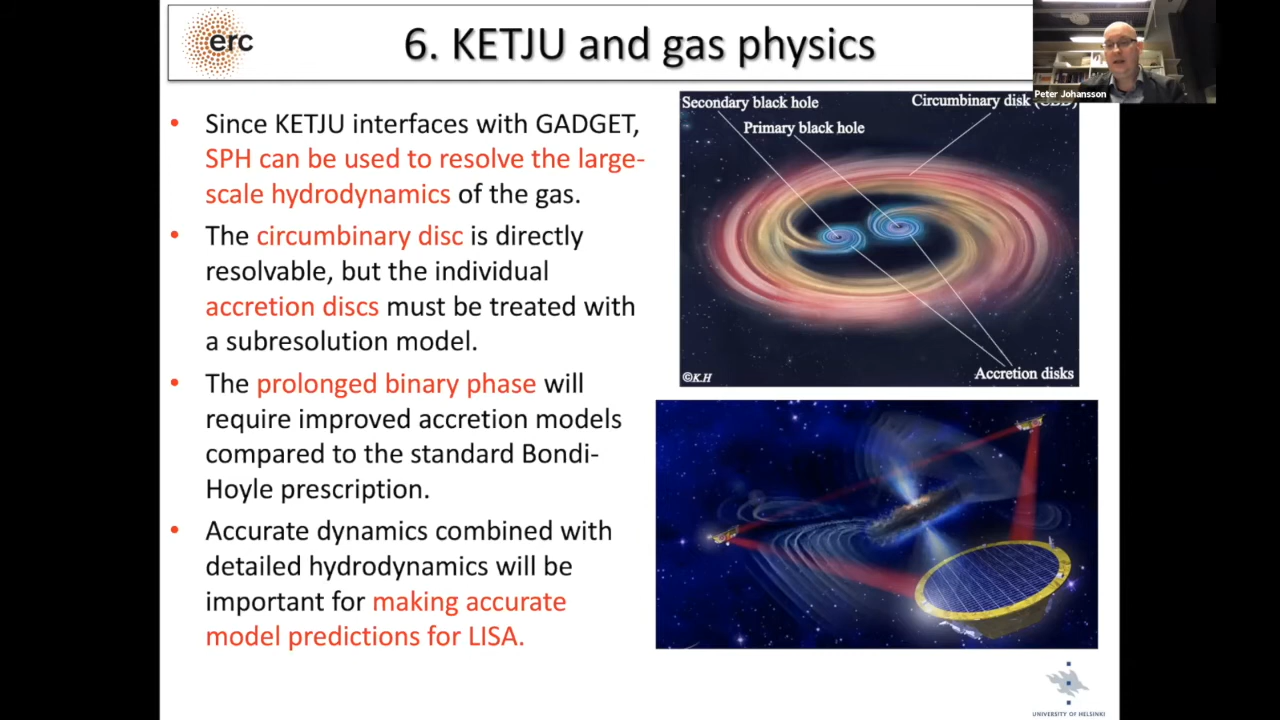 erc
6. KETJU and gas physics
Peter Johansson
• Since KETJU interfaces with GADGET,
SPH can be used to resolve the large-
scale hydrodynamics of the gas.
• The circumbinary disc is directly
resolvable, but the individual
accretion discs must be treated with
a subresolution model.
• The prolonged binary phase will
require improved accretion models
compared to the standard Bondi-
Hoyle prescription.
• Accurate dynamics combined with
detailed hydrodynamics will be
important for making accurate
model predictions for LISA.
Secondary black hole
Circumbinary disk
Primary black hole
Accretion disks
©K.H
UNIVERSITY OF HELSINKI